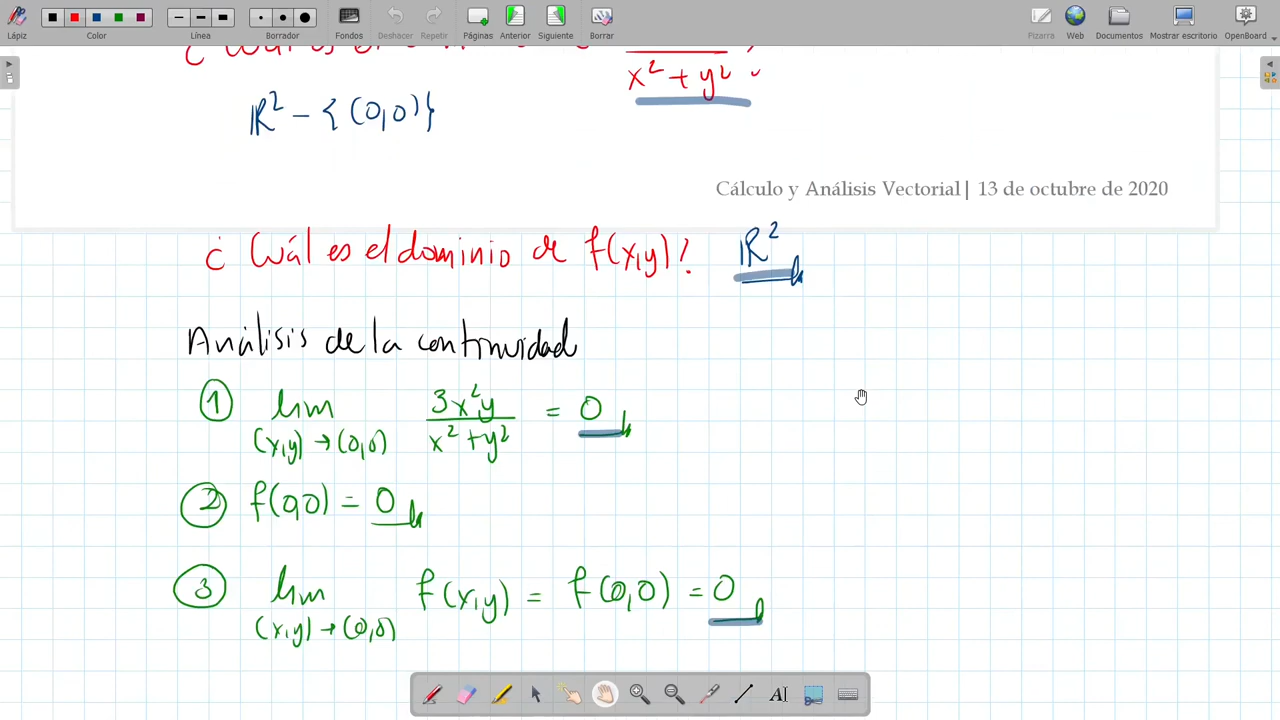 Lápiz Color Línea Borrador Fondos Deshacer Repetir Páginas Siguiente Borrar Pizarra Web Documentos Mostrar escritorio OpenBoard
x² + y²
ℝ² − {(0,0)}
Cálculo y Análisis Vectorial| 13 de octubre de 2020
¿ Cuál es el dominio de f(x,y)? ℝ²
Análisis de la continuidad
① lim (x,y)→(0,0) 3x²y / x² + y² = 0
② f(0,0) = 0
③ lim (x,y)→(0,0) f(x,y) = f(0,0) = 0